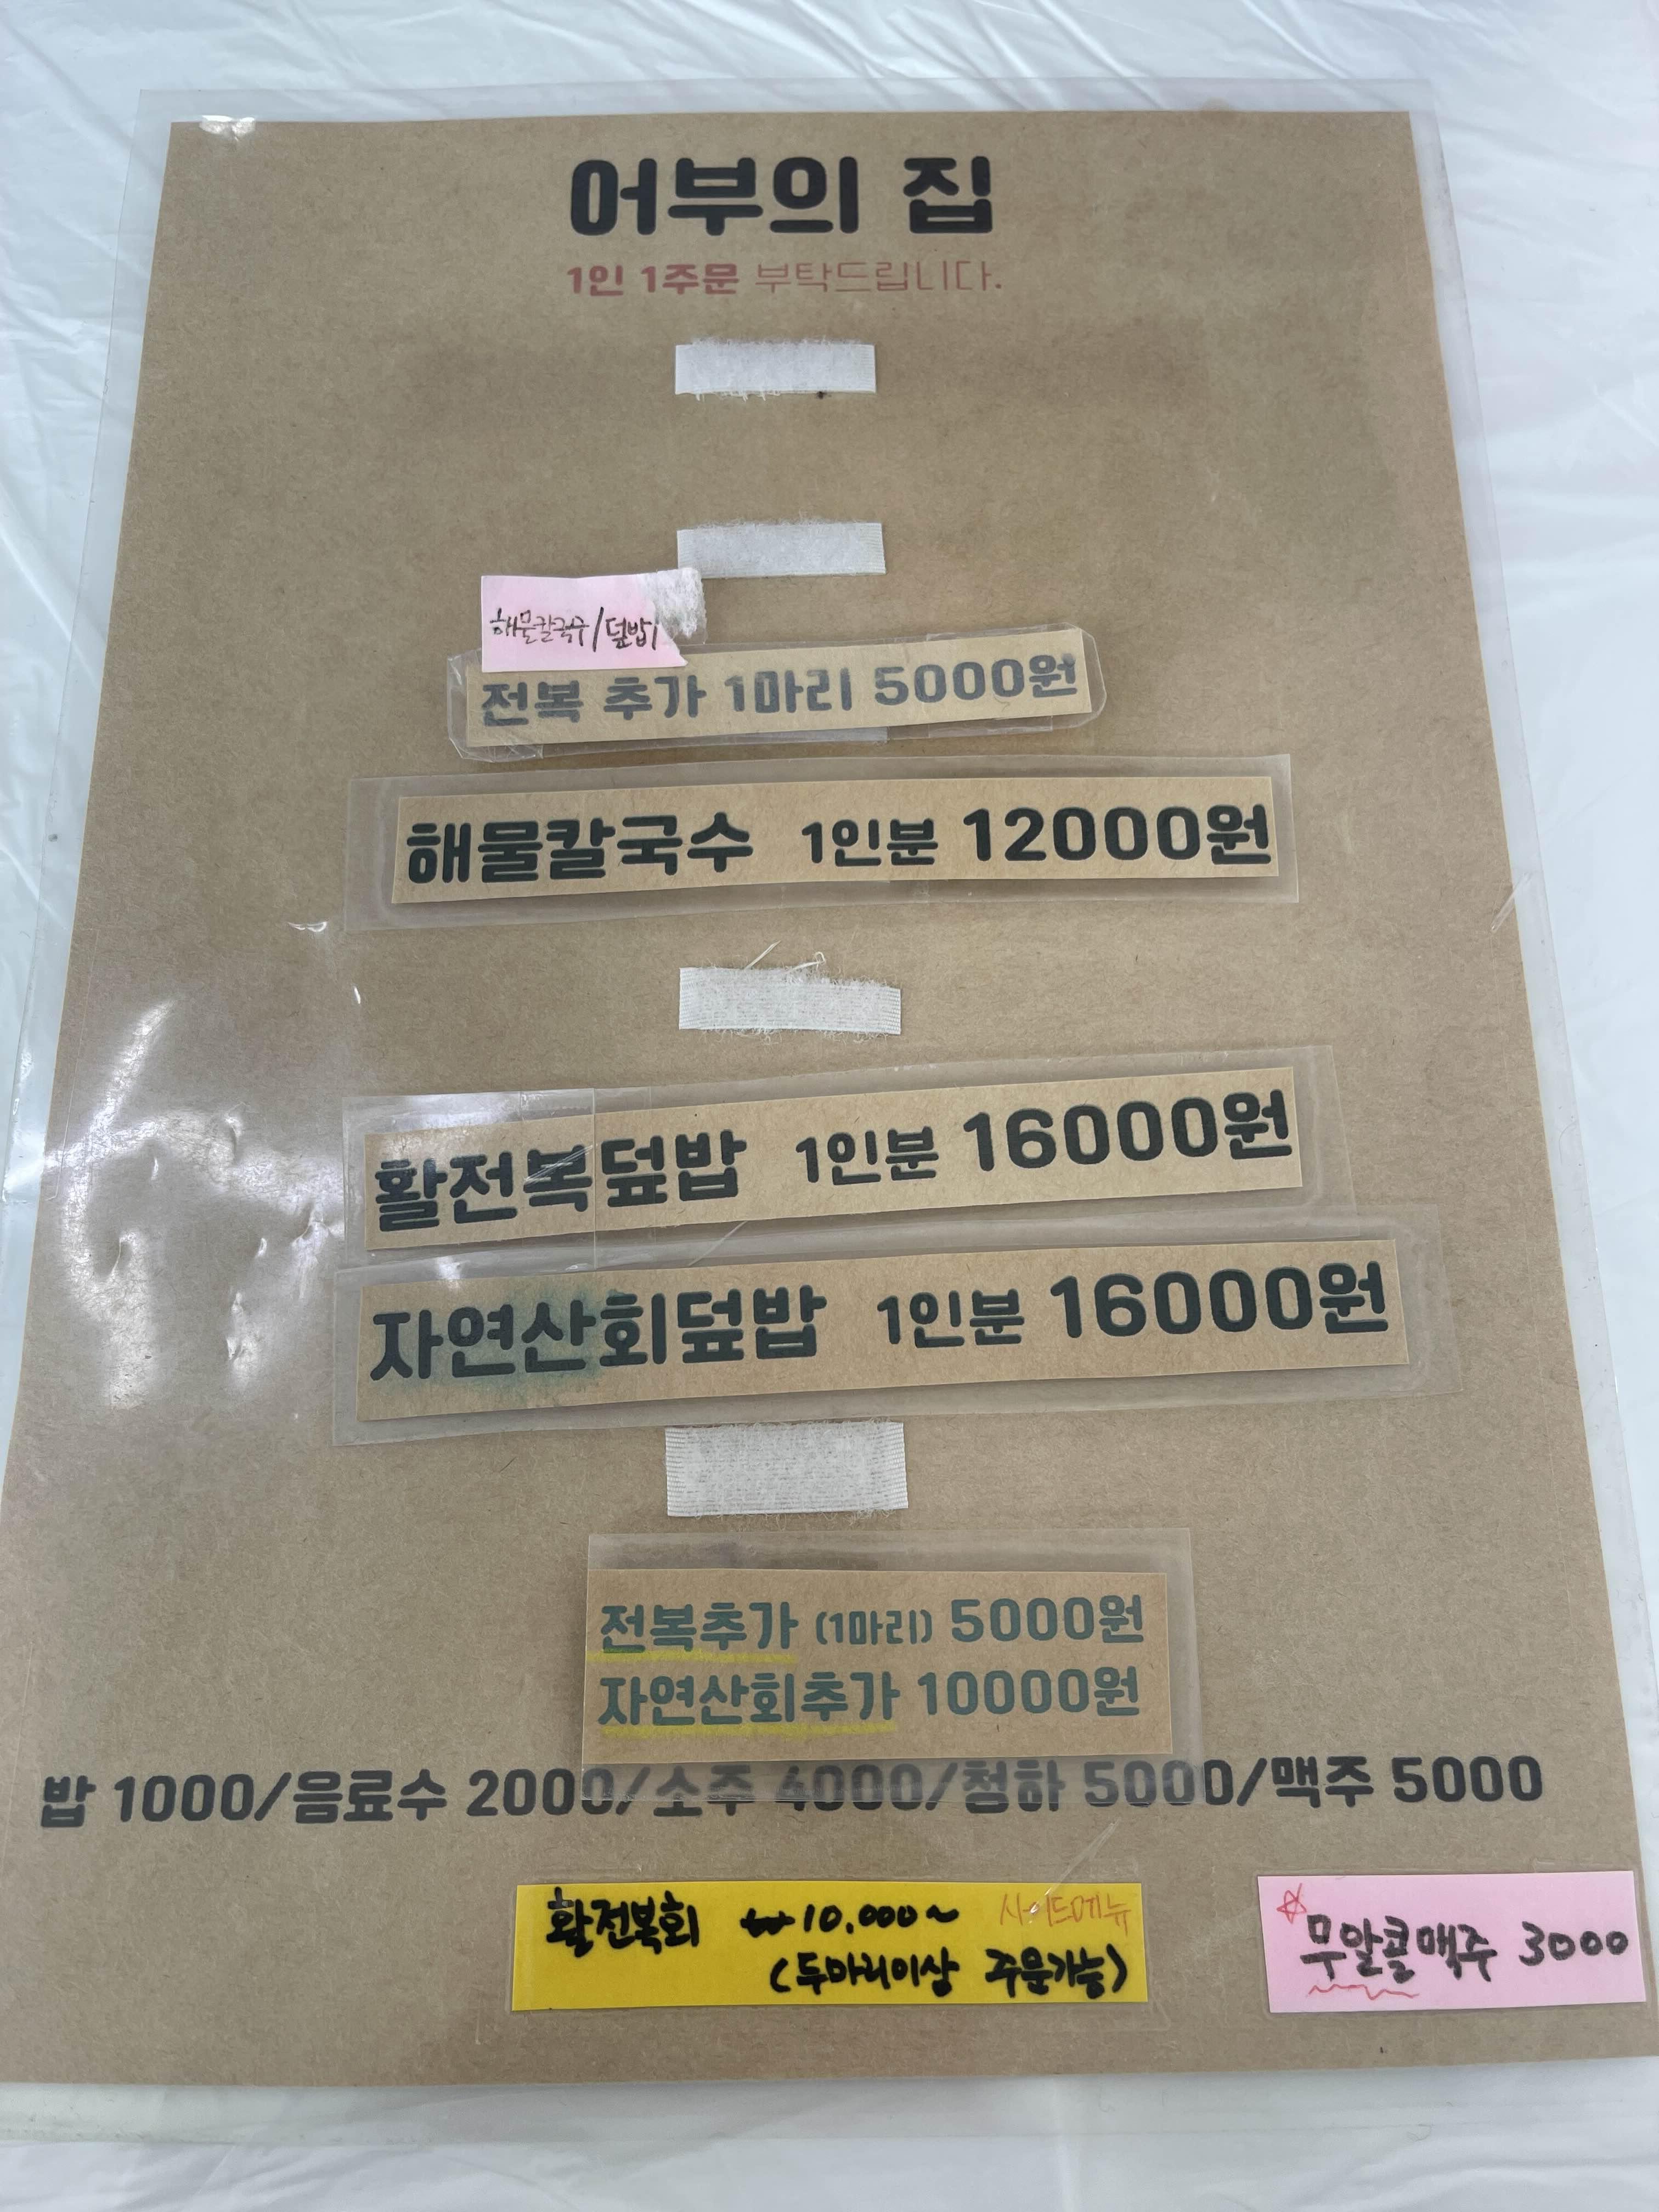 어부의 집
1인 1주문 부탁드립니다.
해물칼국수/덮밥
전복 추가 1마리 5000원
해물칼국수 1인분 12000원
활전복덮밥 1인분 16000원
자연산회덮밥 1인분 16000원
전복추가 (1마리) 5000원
자연산회추가 10000원
밥 1000/음료수 2000/소주 4000/청하 5000/맥주 5000
활전복회 ₩10,000~ 사이드메뉴
(두마리이상 주문가능)
☆무알콜맥주 3000